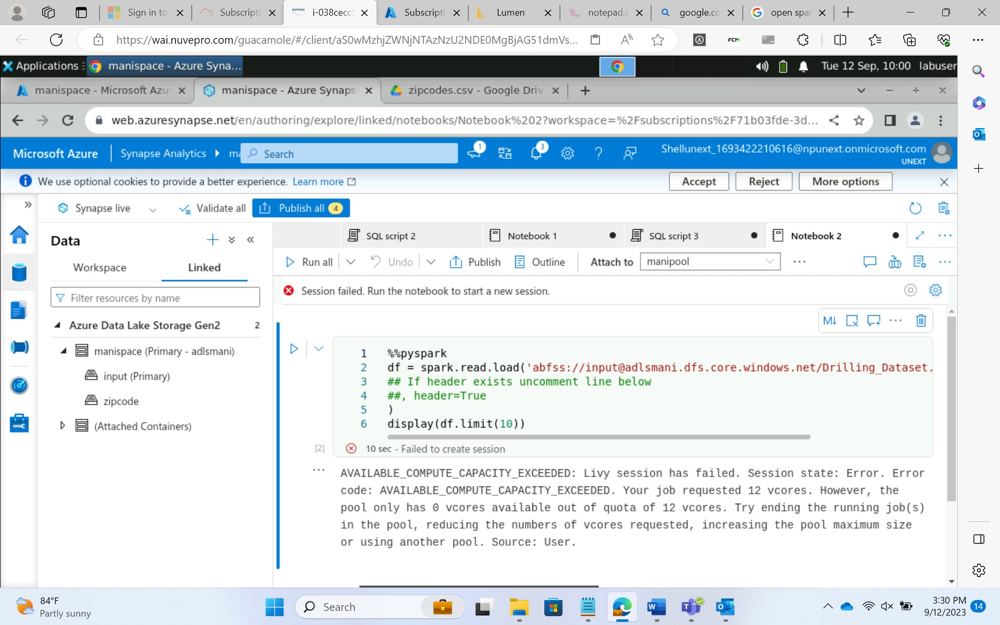 Sign in to
Subscripti
i-038cecc5
Subscripti
Lumen
notepad.p
google.co
open spar
https://wai.nuvepro.com/guacamole/#/client/aS0wMzhjZWNjNTAzNzU2NDE0MgBjAG51dmVs...
FCM
Applications
manispace - Azure Syna...
Tue 12 Sep, 10:00 labuser
manispace - Microsoft Azu
manispace - Azure Synaps
zipcodes.csv - Google Driv
web.azuresynapse.net/en/authoring/explore/linked/notebooks/Notebook%202?workspace=%2Fsubscriptions%2F71b03fde-3d...
Microsoft Azure
Synapse Analytics
ma
Search
1
3
Shellunext_1693422210616@npunext.onmicrosoft.com
UNEXT
We use optional cookies to provide a better experience. Learn more
Accept
Reject
More options
Synapse live
Validate all
Publish all 4
Data
SQL script 2
Notebook 1
SQL script 3
Notebook 2
Workspace
Linked
Run all
Undo
Publish
Outline
Attach to
manipool
Filter resources by name
Session failed. Run the notebook to start a new session.
Azure Data Lake Storage Gen2 2
manispace (Primary - adlsmani)
input (Primary)
zipcode
(Attached Containers)
M↓
1 %%pyspark
2 df = spark.read.load('abfss://input@adlsmani.dfs.core.windows.net/Drilling_Dataset.
3 ## If header exists uncomment line below
4 ##, header=True
5 )
6 display(df.limit(10))
[2]
10 sec - Failed to create session
AVAILABLE_COMPUTE_CAPACITY_EXCEEDED: Livy session has failed. Session state: Error. Error
code: AVAILABLE_COMPUTE_CAPACITY_EXCEEDED. Your job requested 12 vcores. However, the
pool only has 0 vcores available out of quota of 12 vcores. Try ending the running job(s)
in the pool, reducing the numbers of vcores requested, increasing the pool maximum size
or using another pool. Source: User.
84°F
Partly sunny
Search
3:30 PM
9/12/2023
14